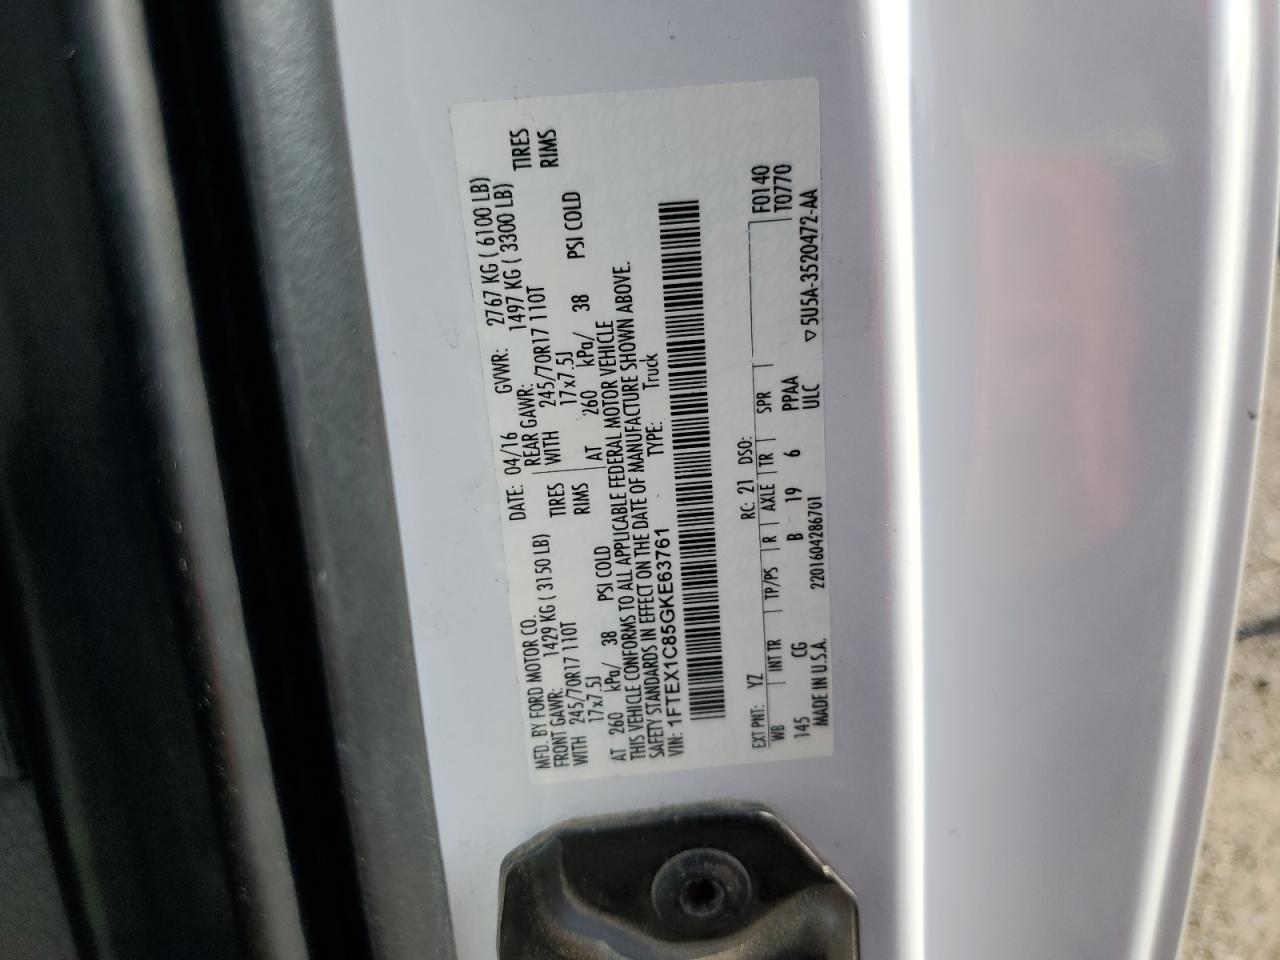 MFD. BY FORD MOTOR CO. DATE: 04/16 GVWR: 2767 KG ( 6100 LB)
FRONT GAWR: 1429 KG ( 3150 LB) REAR GAWR: 1497 KG ( 3300 LB)
WITH 245/70R17 110T TIRES WITH 245/70R17 110T TIRES
17x7.5J RIMS 17x7.5J RIMS
AT 260 kPa/ 38 PSI COLD AT 260 kPa/ 38 PSI COLD
THIS VEHICLE CONFORMS TO ALL APPLICABLE FEDERAL MOTOR VEHICLE
SAFETY STANDARDS IN EFFECT ON THE DATE OF MANUFACTURE SHOWN ABOVE.
VIN: 1FTEX1C85GKE63761 TYPE: Truck
EXT PNT: YZ RC: 21 DSO: F0140
WB INT TR TP/PS R AXLE TR SPR T0770
145 CG B 19 6 PPAA ▽5U5A-3520472-AA
MADE IN U.S.A. 2201604286701 ULC